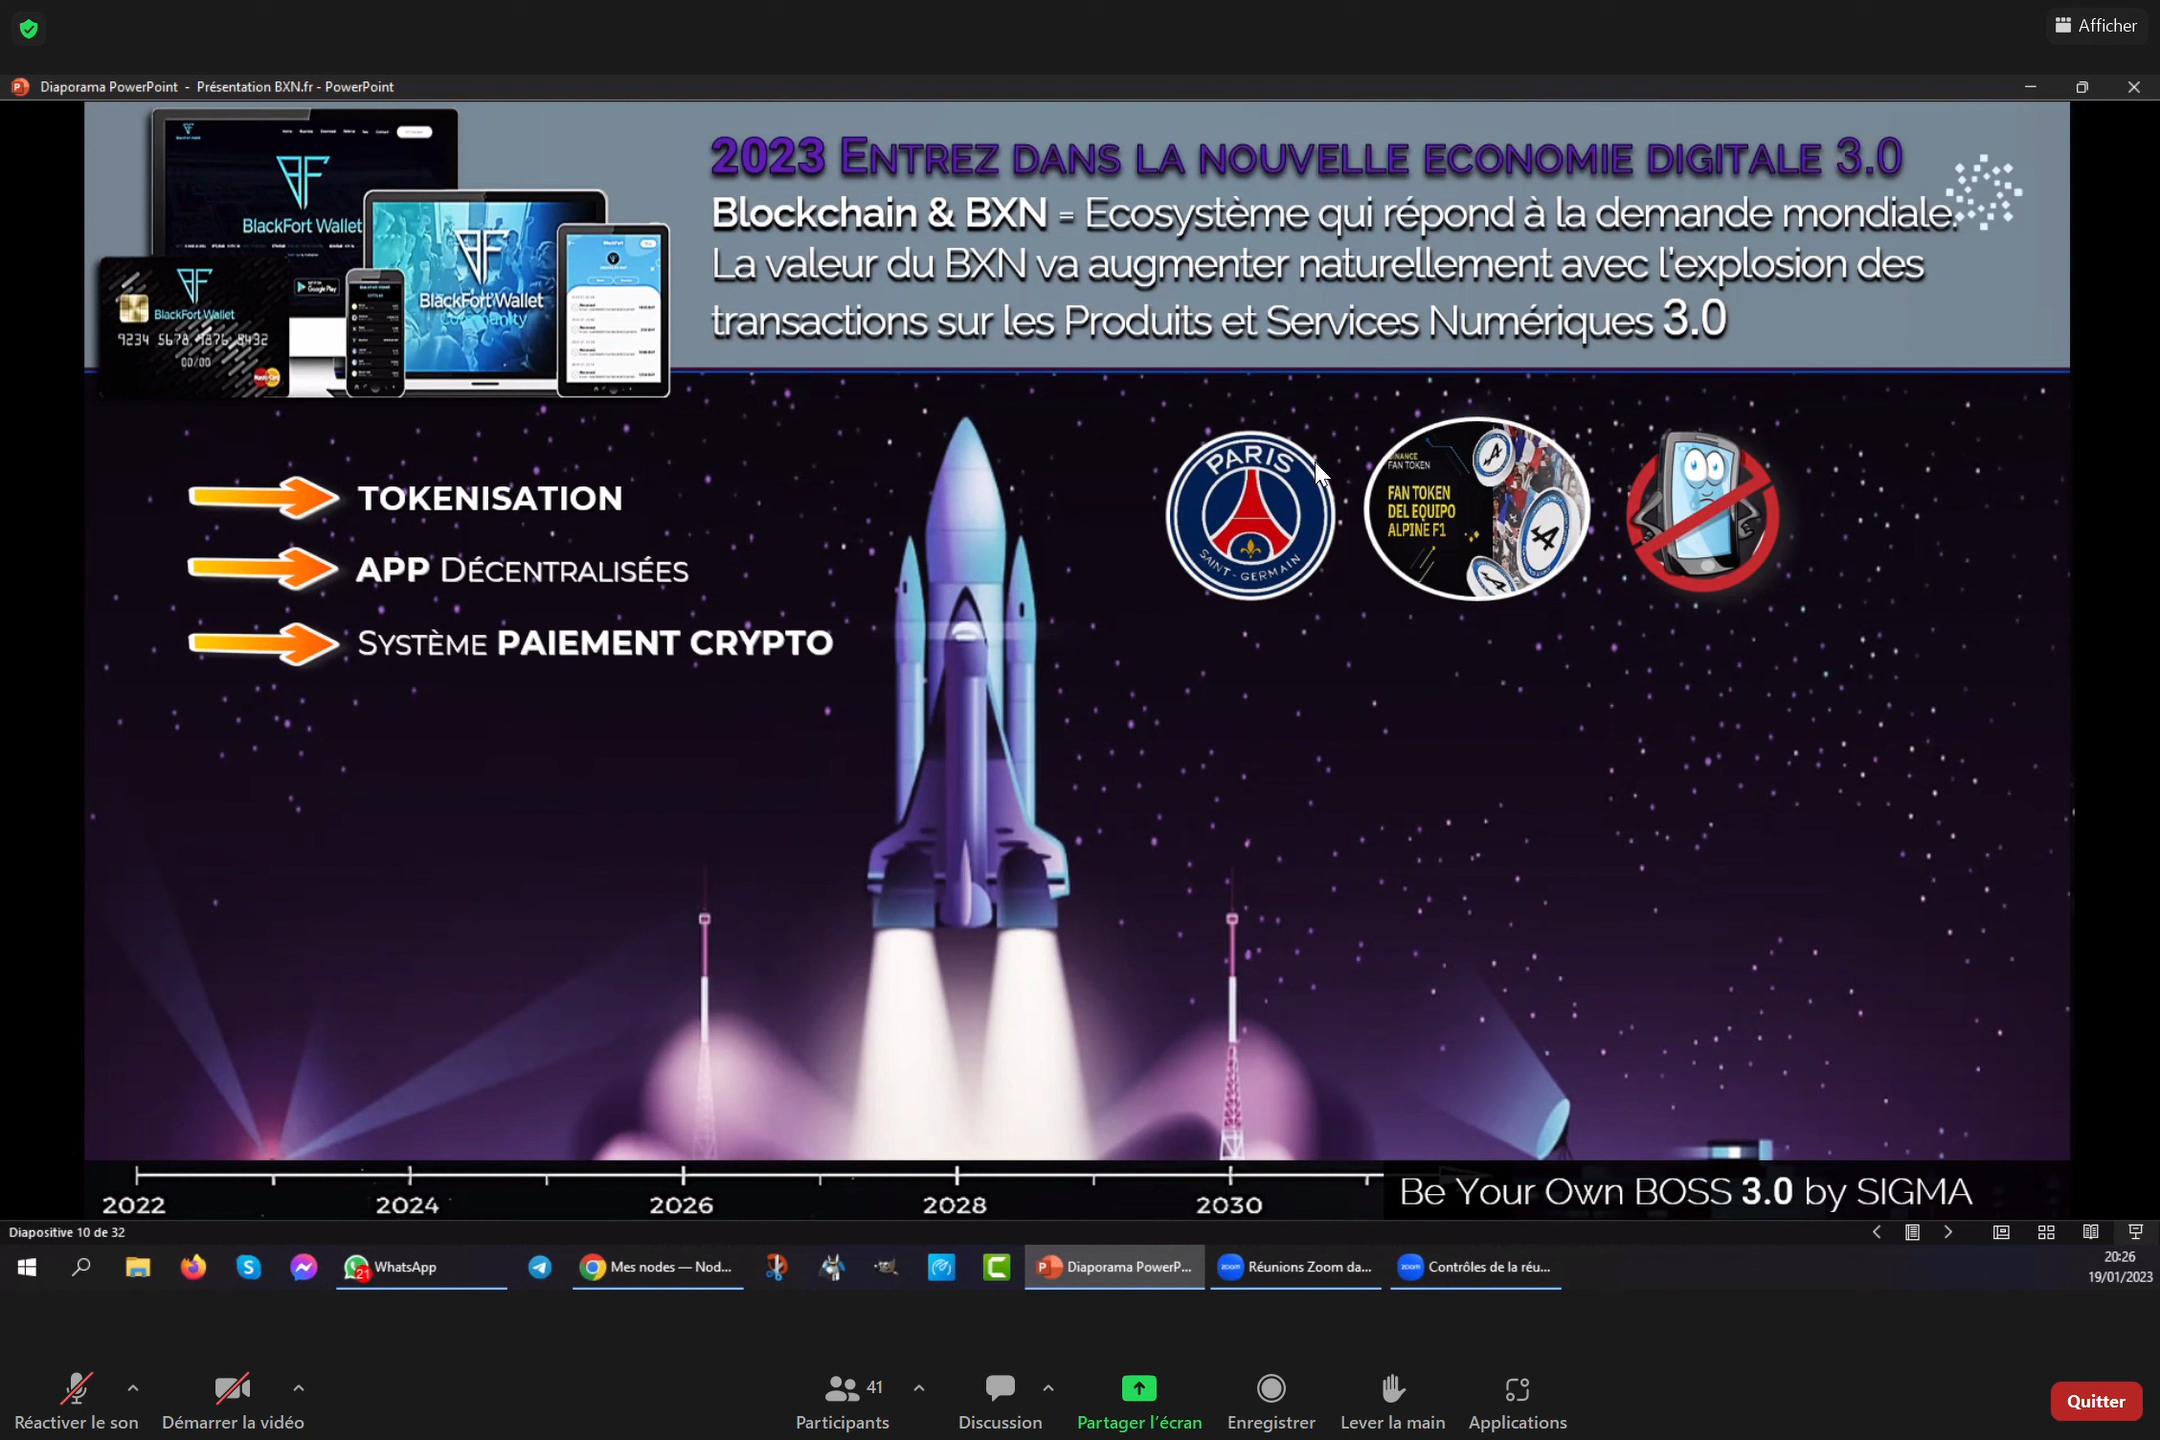 Afficher
Diaporama PowerPoint - Présentation BXN.fr - PowerPoint
BlackFort Wallet
BlackFort Wallet
Community
BlackFort Wallet
Google Play
9234 5678 9876 8432
00/00
2023 ENTREZ DANS LA NOUVELLE ECONOMIE DIGITALE 3.0
Blockchain & BXN = Ecosystème qui répond à la demande mondiale.
La valeur du BXN va augmenter naturellement avec l'explosion des
transactions sur les Produits et Services Numériques 3.0
TOKENISATION
APP DÉCENTRALISÉES
SYSTÈME PAIEMENT CRYPTO
PARIS
SAINT-GERMAIN
FAN TOKEN
FAN TOKEN
DEL EQUIPO
ALPINE F1
2022 2024 2026 2028 2030
Be Your Own BOSS 3.0 by SIGMA
Diapositive 10 de 32
21 WhatsApp
Mes nodes — Nod...
Diaporama PowerP...
zoom Réunions Zoom da...
zoom Contrôles de la réu...
20:26
19/01/2023
Réactiver le son
Démarrer la vidéo
41
Participants
Discussion
Partager l'écran
Enregistrer
Lever la main
Applications
Quitter